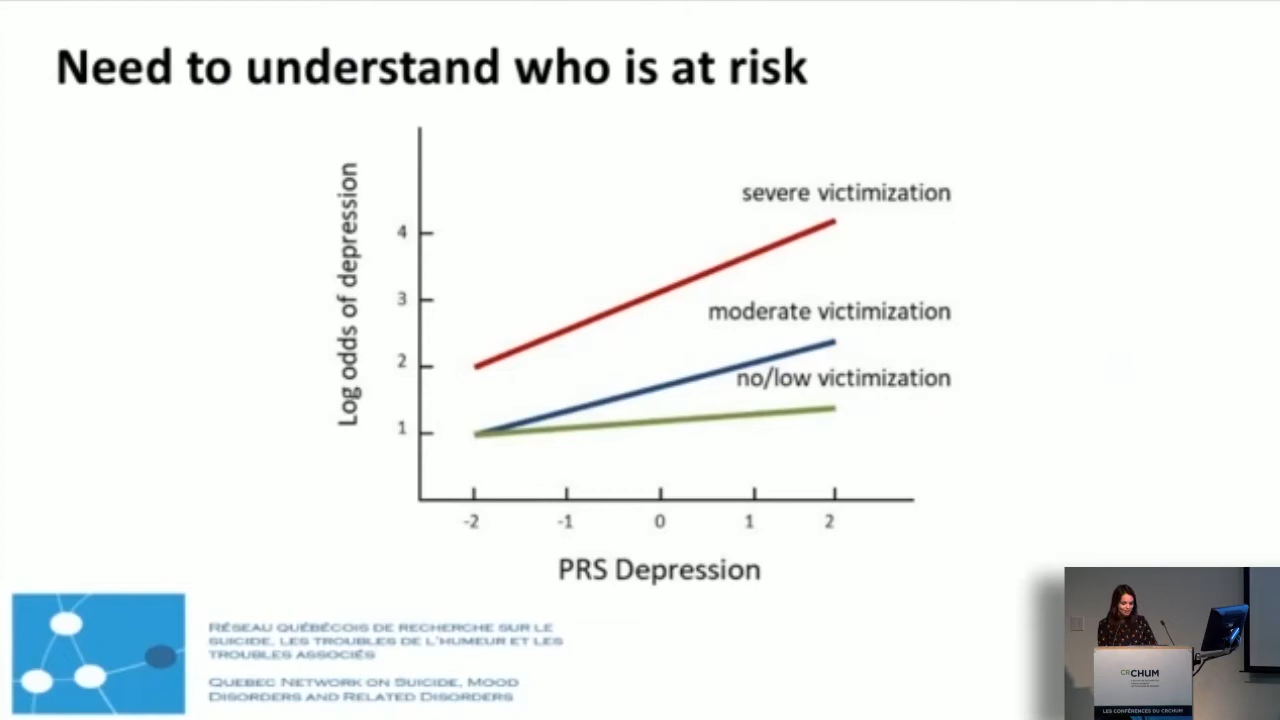 Need to understand who is at risk
Log odds of depression
4
3
2
1
severe victimization
moderate victimization
no/low victimization
-2
-1
0
1
2
PRS Depression
RÉSEAU QUÉBÉCOIS DE RECHERCHE SUR LE
SUICIDE, LES TROUBLES DE L'HUMEUR ET LES
TROUBLES ASSOCIÉS
QUEBEC NETWORK ON SUICIDE, MOOD
DISORDERS AND RELATED DISORDERS
CRCHUM
LES CONFÉRENCES DU CRCHUM